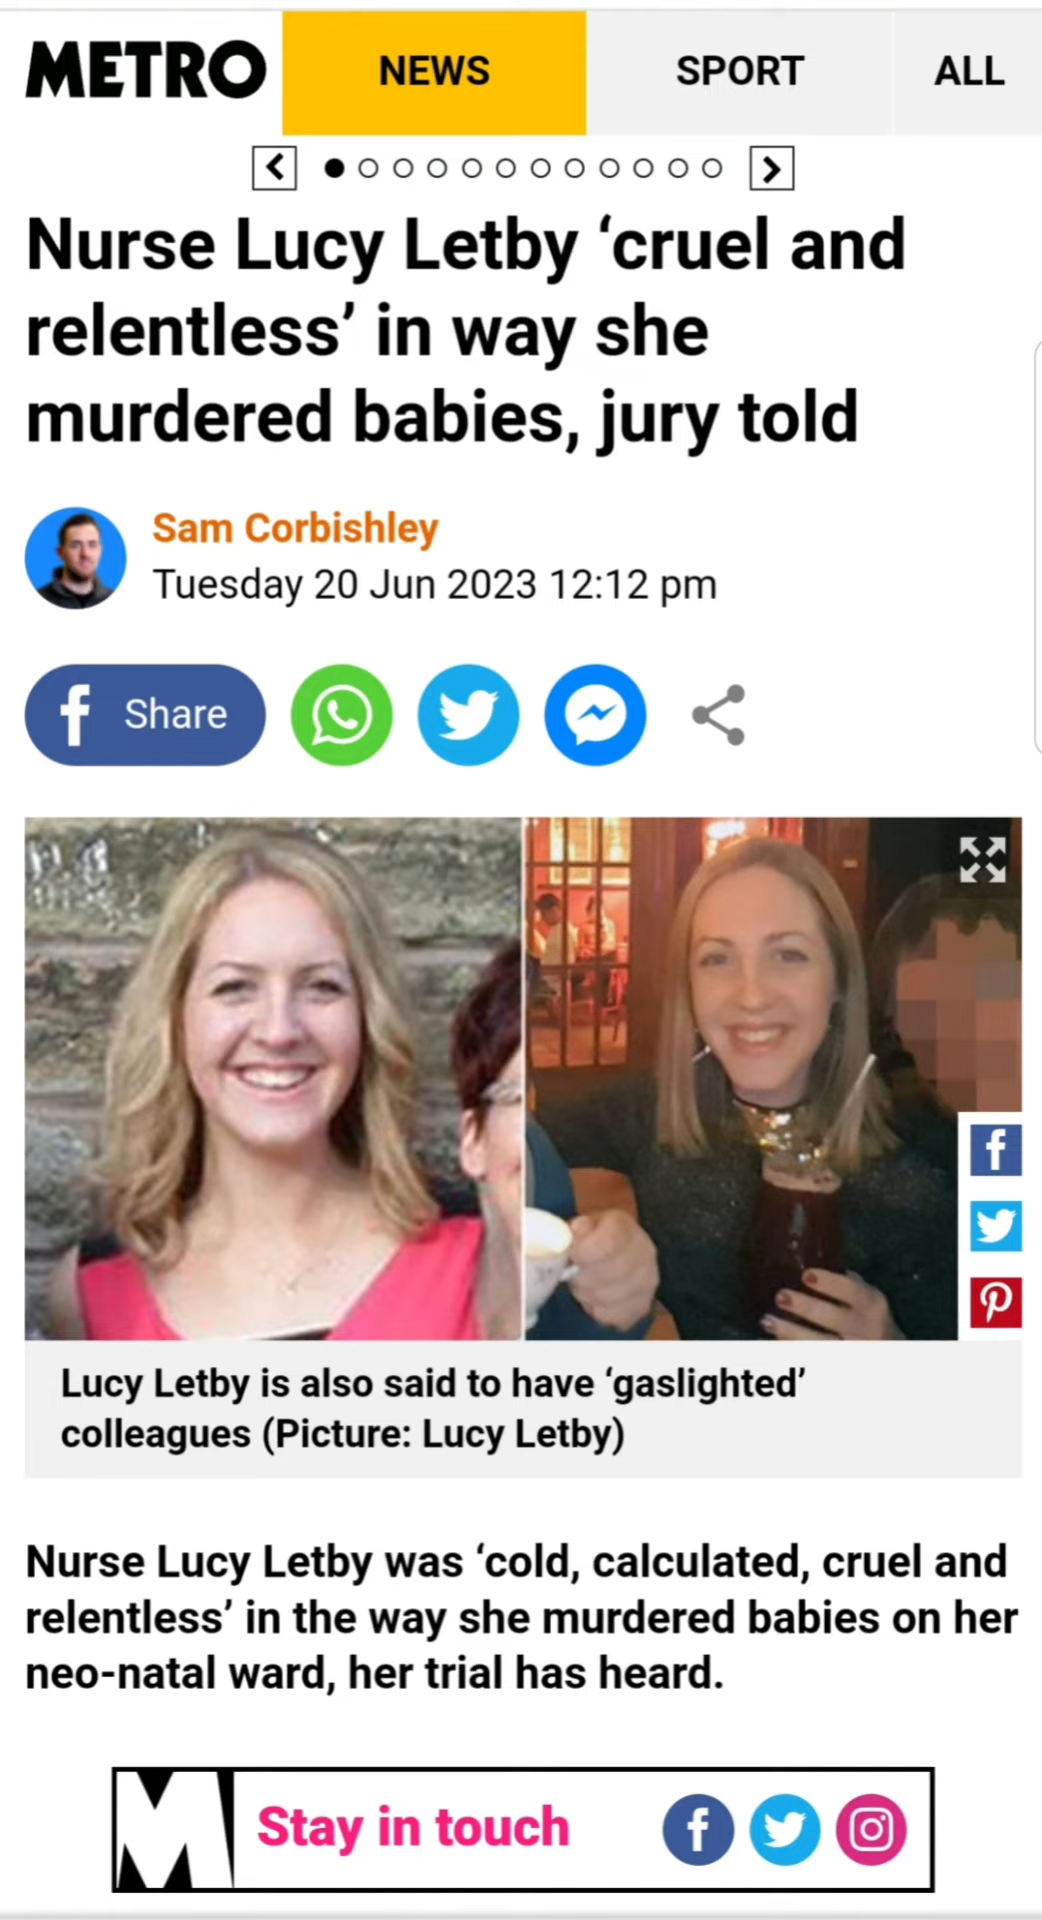 METRO NEWS SPORT ALL
Nurse Lucy Letby ‘cruel and
relentless’ in way she
murdered babies, jury told
Sam Corbishley
Tuesday 20 Jun 2023 12:12 pm
Share
Lucy Letby is also said to have ‘gaslighted’
colleagues (Picture: Lucy Letby)
Nurse Lucy Letby was ‘cold, calculated, cruel and
relentless’ in the way she murdered babies on her
neo-natal ward, her trial has heard.
M Stay in touch